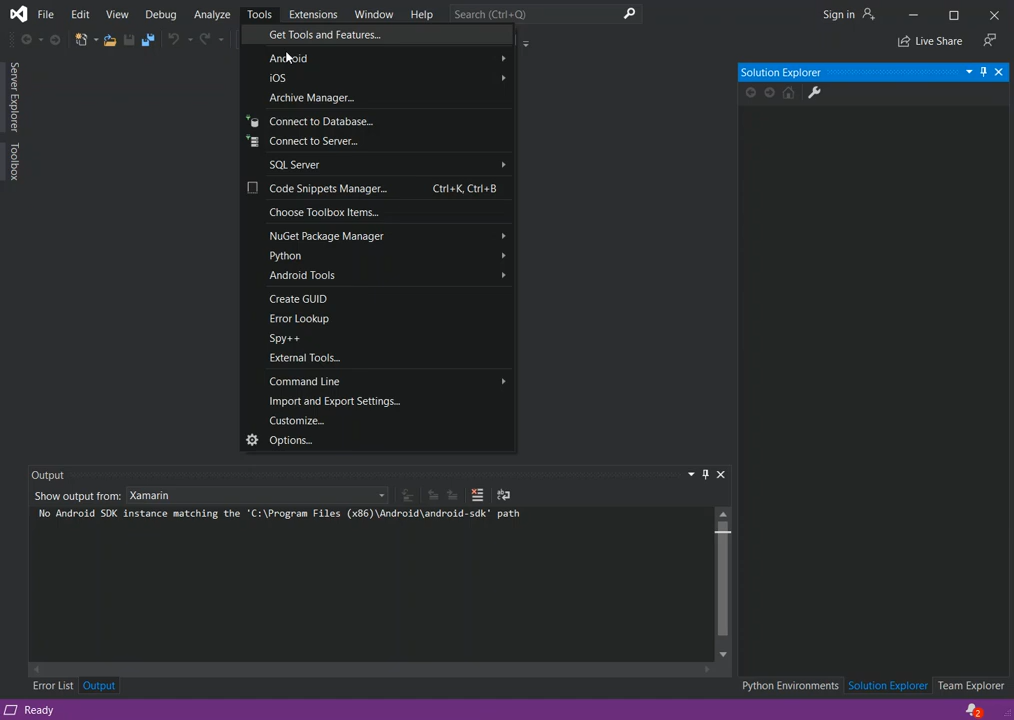 File Edit View Debug Analyze Tools Extensions Window Help Search (Ctrl+Q) Sign in
Live Share
Get Tools and Features...
Android
iOS
Archive Manager...
Connect to Database...
Connect to Server...
SQL Server
Code Snippets Manager... Ctrl+K, Ctrl+B
Choose Toolbox Items...
NuGet Package Manager
Python
Android Tools
Create GUID
Error Lookup
Spy++
External Tools...
Command Line
Import and Export Settings...
Customize...
Options...
Server Explorer
Toolbox
Solution Explorer
Output
Show output from: Xamarin
No Android SDK instance matching the 'C:\Program Files (x86)\Android\android-sdk' path
Error List Output
Python Environments Solution Explorer Team Explorer
Ready
2